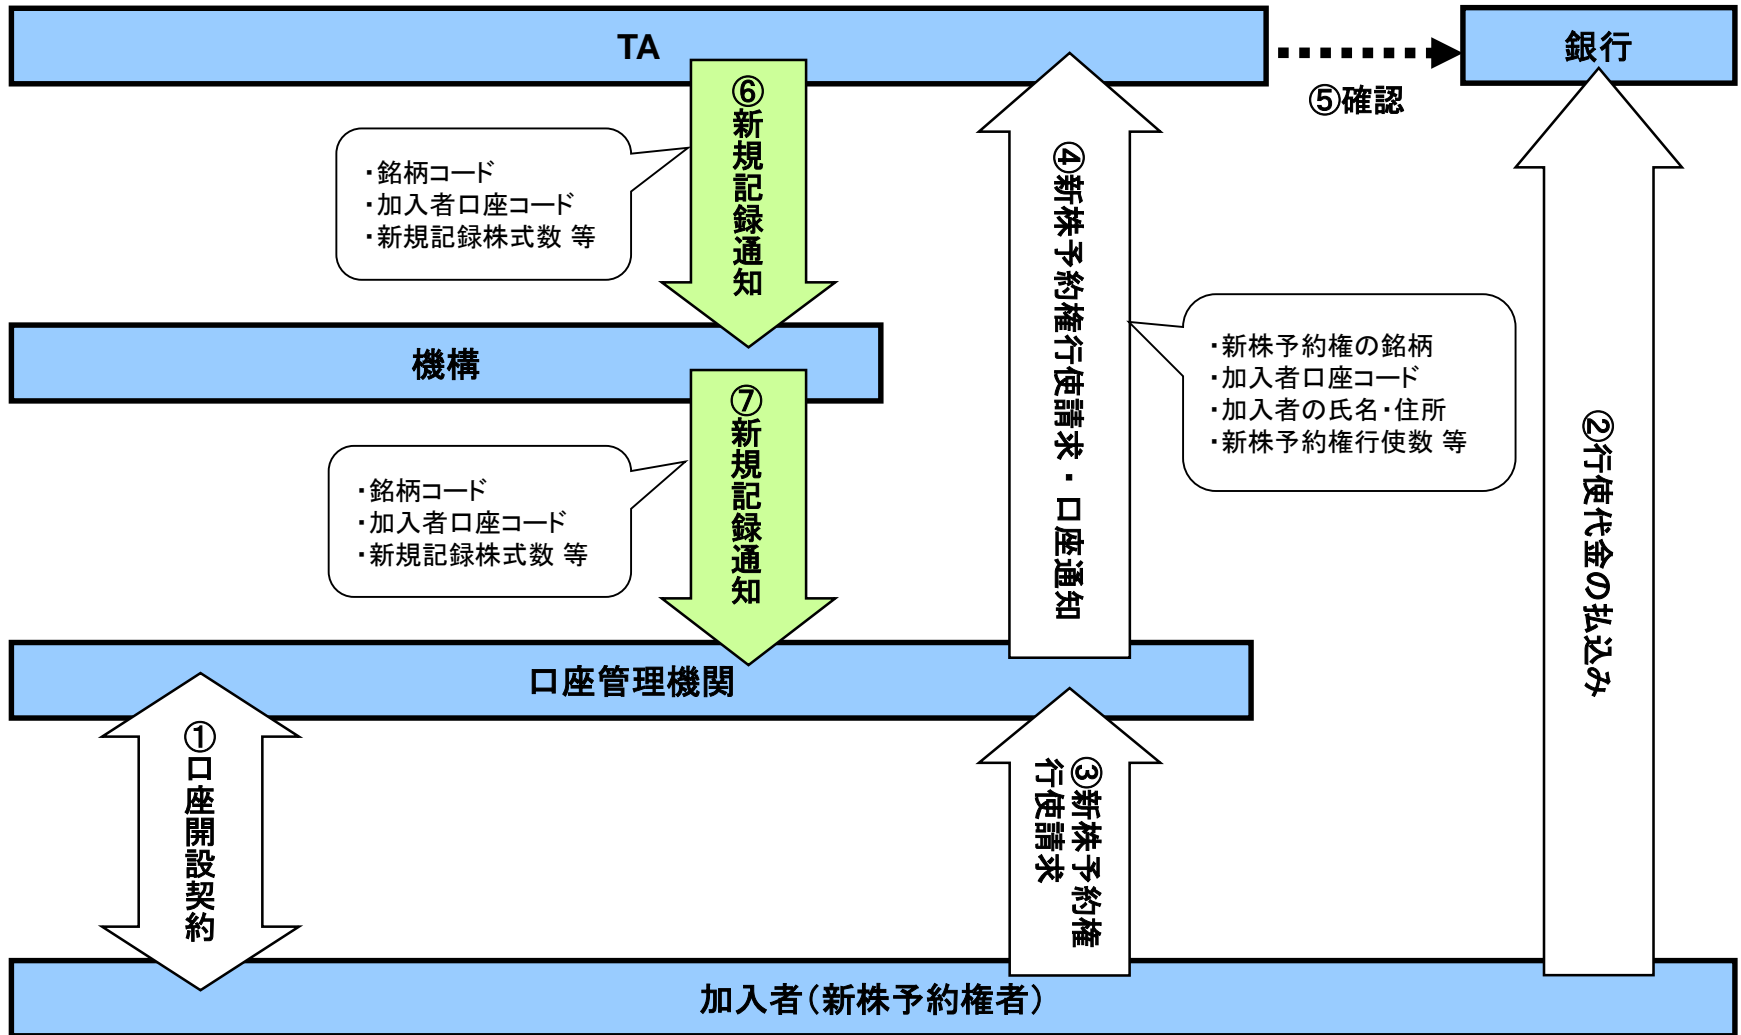 TA
銀行
⑤確認
⑥新規記録通知
・銘柄コード
・加入者口座コード
・新規記録株式数 等
④新株予約権行使請求・口座通知
・新株予約権の銘柄
・加入者口座コード
・加入者の氏名・住所
・新株予約権行使数 等
②行使代金の払込み
機構
⑦新規記録通知
・銘柄コード
・加入者口座コード
・新規記録株式数 等
口座管理機関
①口座開設契約
③新株予約権
行使請求
加入者(新株予約権者)